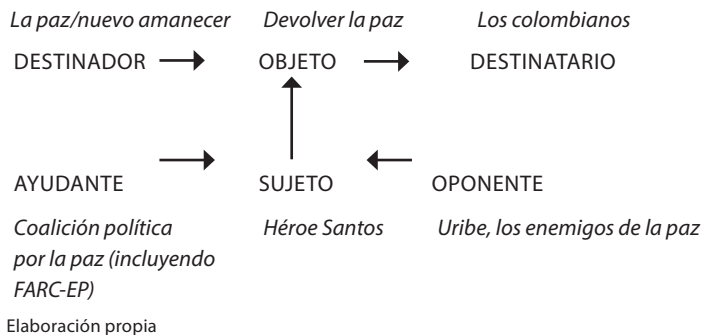 La paz/nuevo amanecer Devolver la paz Los colombianos
DESTINADOR OBJETO DESTINATARIO
AYUDANTE SUJETO OPONENTE
Coalición política Héroe Santos Uribe, los enemigos de la paz
por la paz (incluyendo
FARC-EP)
Elaboración propia